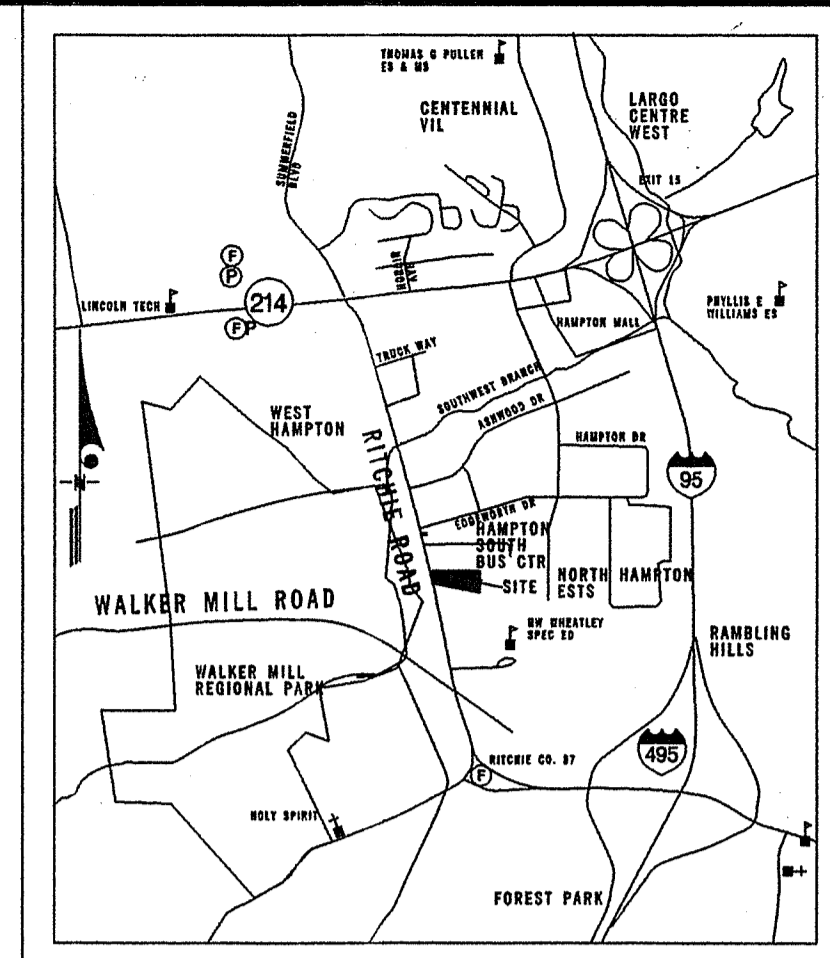 THOMAS G PULLEN
ES & MS
CENTENNIAL
VIL
LARGO
CENTRE
WEST
SUMMERFIELD
BLVD
EXIT 15
F
P
NORAIR
WAY
LINCOLN TECH
214
F P
PHYLLIS E
WILLIAMS ES
HAMPTON MALL
TRUCK WAY
SOUTHWEST BRANCH
ASHWOOD DR
WEST
HAMPTON
RITCHIE ROAD
HAMPTON DR
95
N
EDGEWORTH DR
HAMPTON
SOUTH
BUS CTR
SITE
NORTH HAMPTON
ESTS
WALKER MILL ROAD
HW WHEATLEY
SPEC ED
RAMBLING
HILLS
WALKER MILL
REGIONAL PARK
495
RITCHIE CO. 37
F
HOLY SPIRIT
FOREST PARK